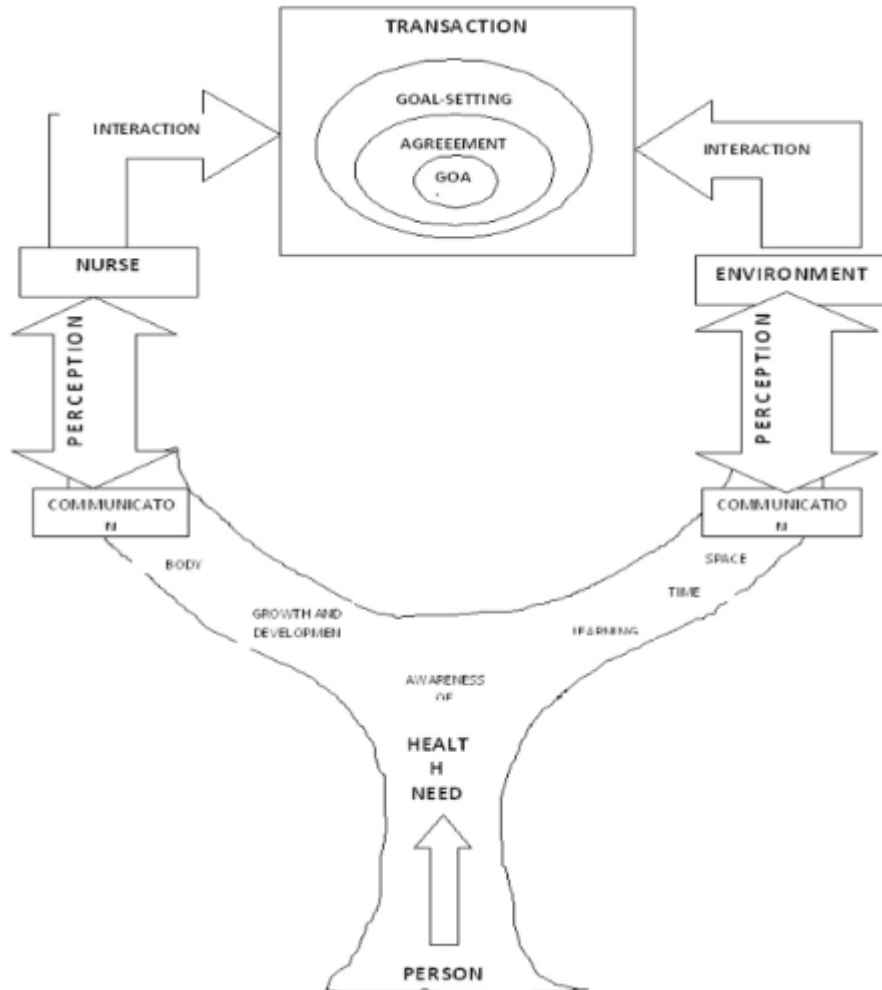 TRANSACTION
GOAL-SETTING
AGREEEMENT
GOA
INTERACTION
INTERACTION
NURSE
ENVIRONMENT
PERCEPTION
PERCEPTION
COMMUNICATO
N
COMMUNICATIO
N
BODY
SPACE
TIME
GROWTH AND
DEVELOPMEN
LEARNING
AWARENESS
OF
HEALT
H
NEED
PERSON